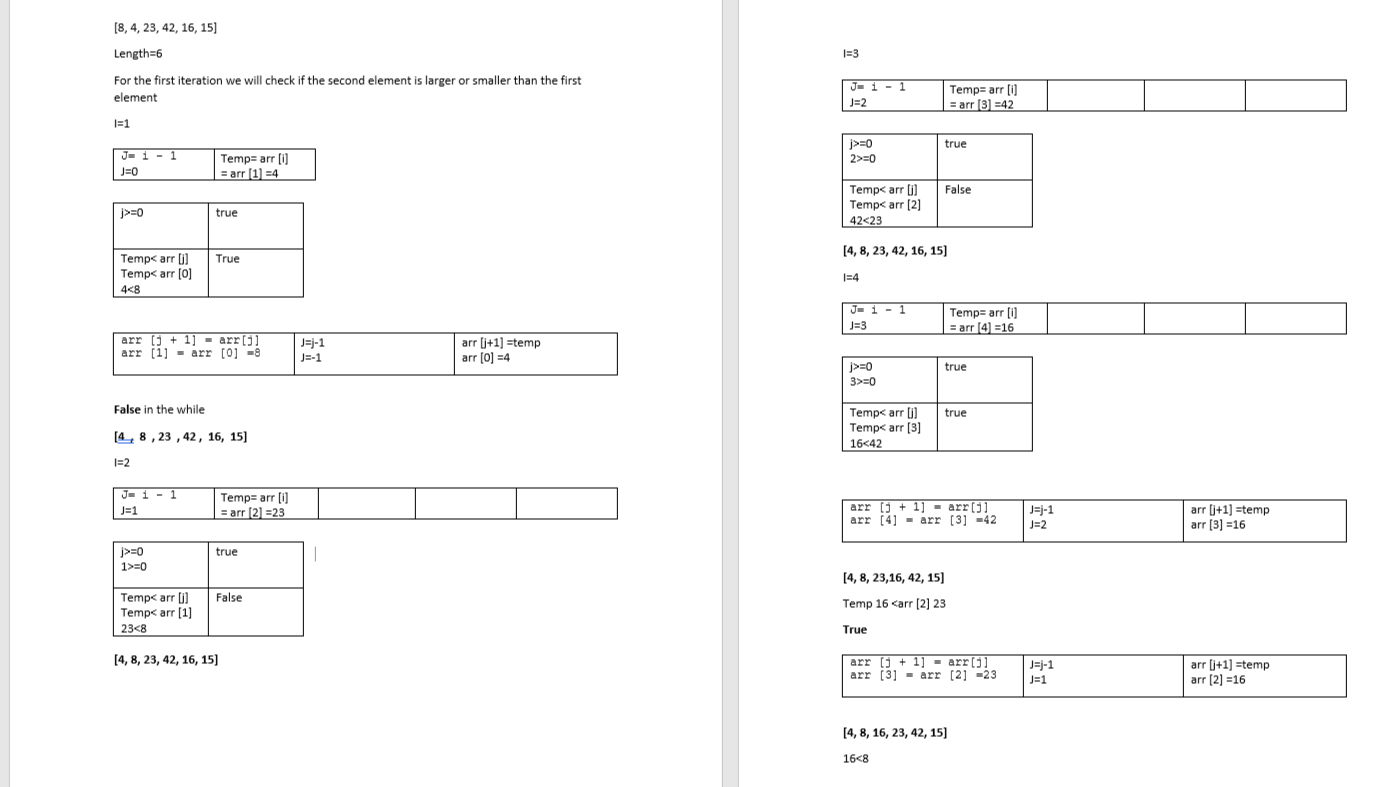 [8, 4, 23, 42, 16, 15]
Length=6
For the first iteration we will check if the second element is larger or smaller than the first
element
I=1
J= i - 1
J=0
Temp= arr [i]
= arr [1] =4
j>=0
true
Temp< arr [j]
Temp< arr [0]
4<8
True
arr [j + 1] = arr[j]
arr [1] = arr [0] =8
J=j-1
J=-1
arr [j+1] =temp
arr [0] =4
False in the while
[4 , 8 , 23 , 42 , 16, 15]
I=2
J= i - 1
J=1
Temp= arr [i]
= arr [2] =23
j>=0
1>=0
true
Temp< arr [j]
Temp< arr [1]
23<8
False
[4, 8, 23, 42, 16, 15]
I=3
J= i - 1
J=2
Temp= arr [i]
= arr [3] =42
j>=0
2>=0
true
Temp< arr [j]
Temp< arr [2]
42<23
False
[4, 8, 23, 42, 16, 15]
I=4
J= i - 1
J=3
Temp= arr [i]
= arr [4] =16
j>=0
3>=0
true
Temp< arr [j]
Temp< arr [3]
16<42
true
arr [j + 1] = arr[j]
arr [4] = arr [3] =42
J=j-1
J=2
arr [j+1] =temp
arr [3] =16
[4, 8, 23,16, 42, 15]
Temp 16 <arr [2] 23
True
arr [j + 1] = arr[j]
arr [3] = arr [2] =23
J=j-1
J=1
arr [j+1] =temp
arr [2] =16
[4, 8, 16, 23, 42, 15]
16<8